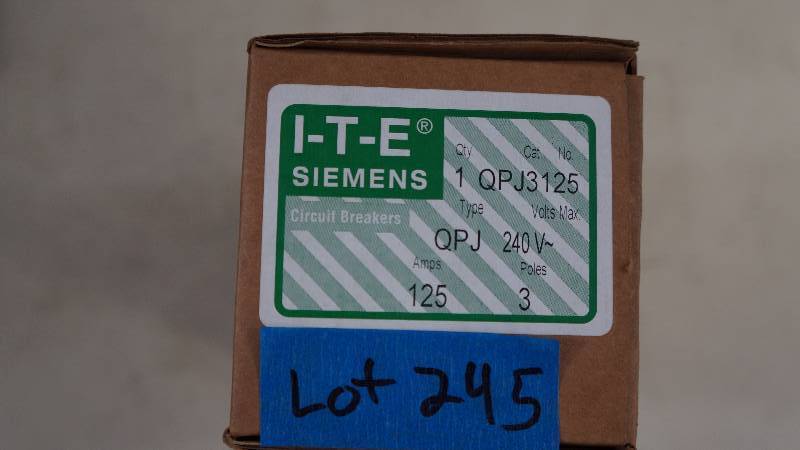 I-T-E®
SIEMENS
Circuit Breakers
Qty Cat No.
1 QPJ3125
Type Volts Max.
QPJ 240 V~
Amps Poles
125 3
Lot 245